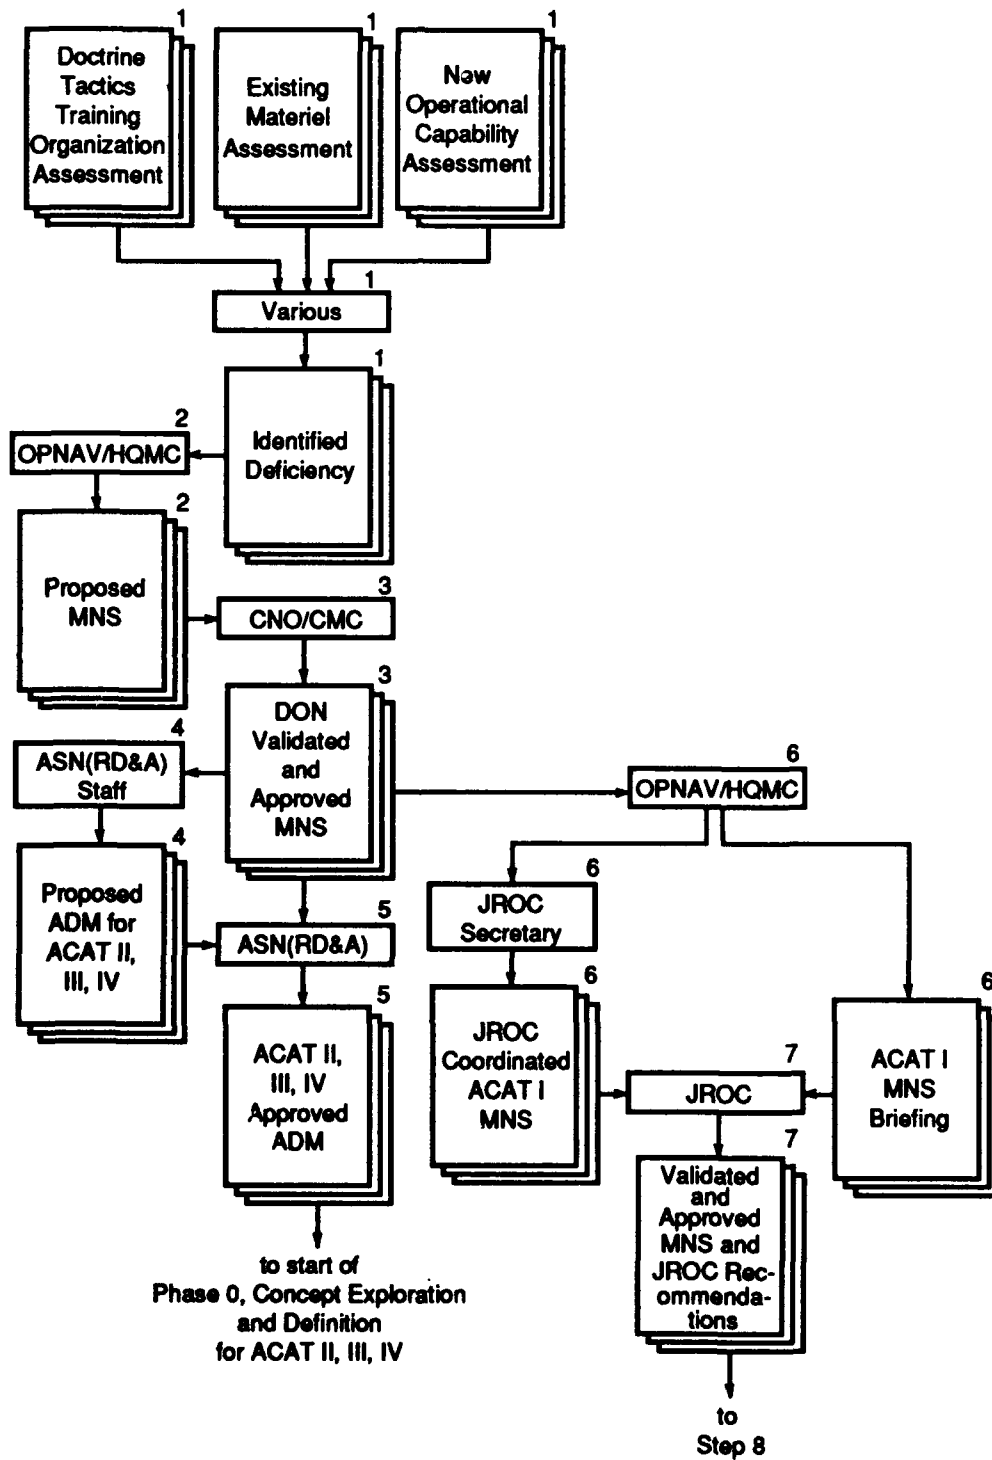 1
Doctrine
Tactics
Training
Organization
Assessment
1
Existing
Materiel
Assessment
1
New
Operational
Capability
Assessment
1
Various
1
Identified
Deficiency
2
OPNAV/HQMC
2
Proposed
MNS
3
CNO/CMC
3
DON
Validated
and
Approved
MNS
4
ASN(RD&A)
Staff
4
Proposed
ADM for
ACAT II,
III, IV
5
ASN(RD&A)
5
ACAT II,
III, IV
Approved
ADM
to start of
Phase 0, Concept Exploration
and Definition
for ACAT II, III, IV
6
OPNAV/HQMC
6
JROC
Secretary
6
JROC
Coordinated
ACAT I
MNS
6
ACAT I
MNS
Briefing
7
JROC
7
Validated
and
Approved
MNS and
JROC Rec-
ommenda-
tions
to
Step 8